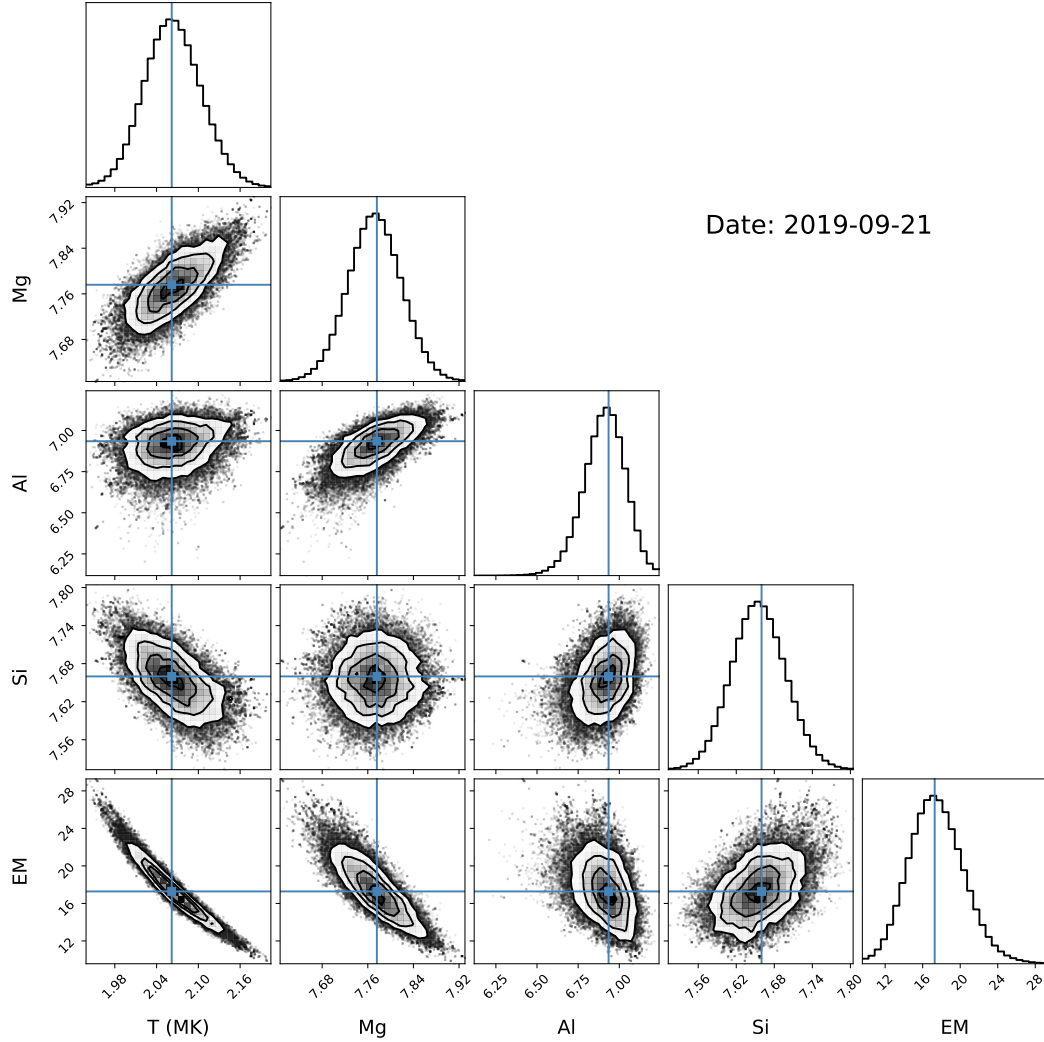 7.92
7.84
7.76
7.68
Mg
Date: 2019-09-21
7.00
6.75
6.50
6.25
Al
7.80
7.74
7.68
7.62
7.56
Si
28
24
20
16
12
EM
1.98 2.04 2.10 2.16
7.68 7.76 7.84 7.92
6.25 6.50 6.75 7.00
7.56 7.62 7.68 7.74 7.80
12 16 20 24 28
T (MK) Mg Al Si EM